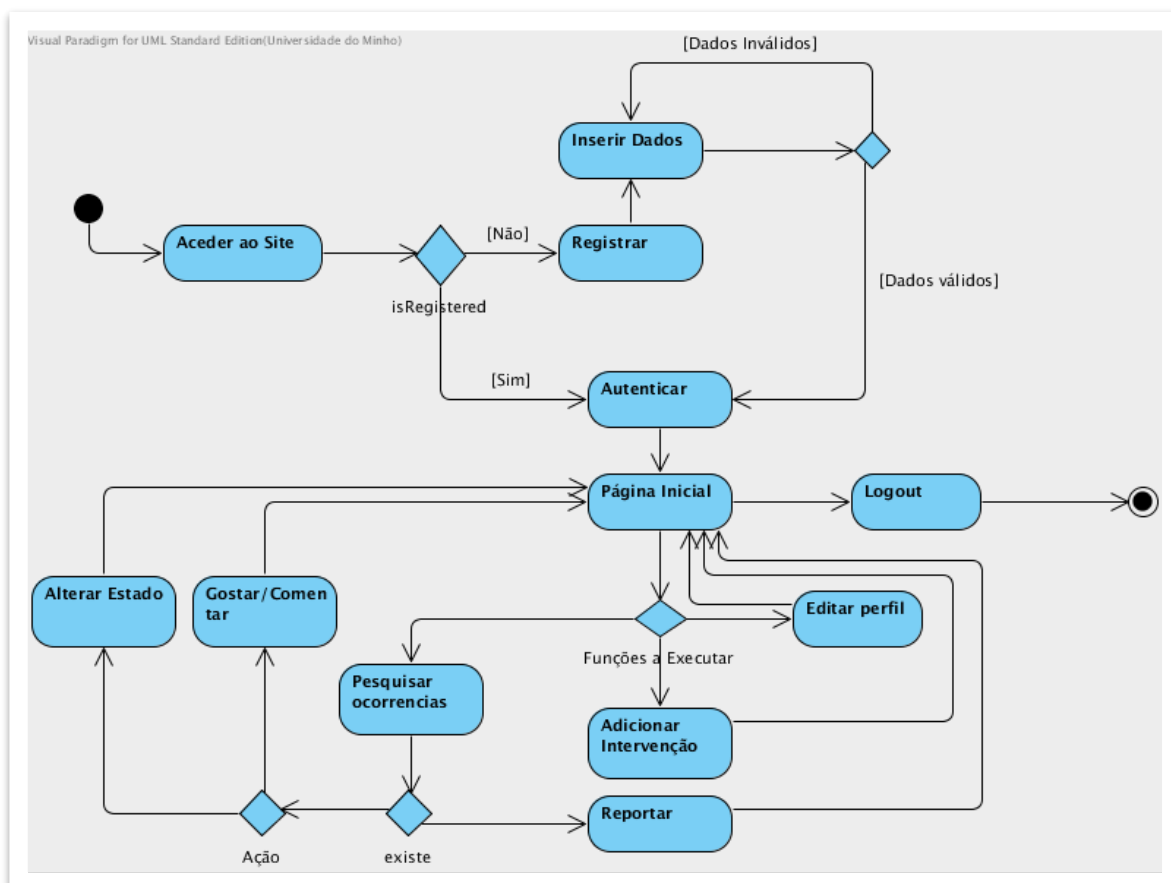 Visual Paradigm for UML Standard Edition(Universidade do Minho)
[Dados Inválidos]
Inserir Dados
Aceder ao Site
[Não]
Registrar
isRegistered
[Dados válidos]
[Sim]
Autenticar
Página Inicial
Logout
Alterar Estado
Gostar/Comen
tar
Editar perfil
Funções a Executar
Pesquisar
ocorrencias
Adicionar
Intervenção
Reportar
Ação
existe